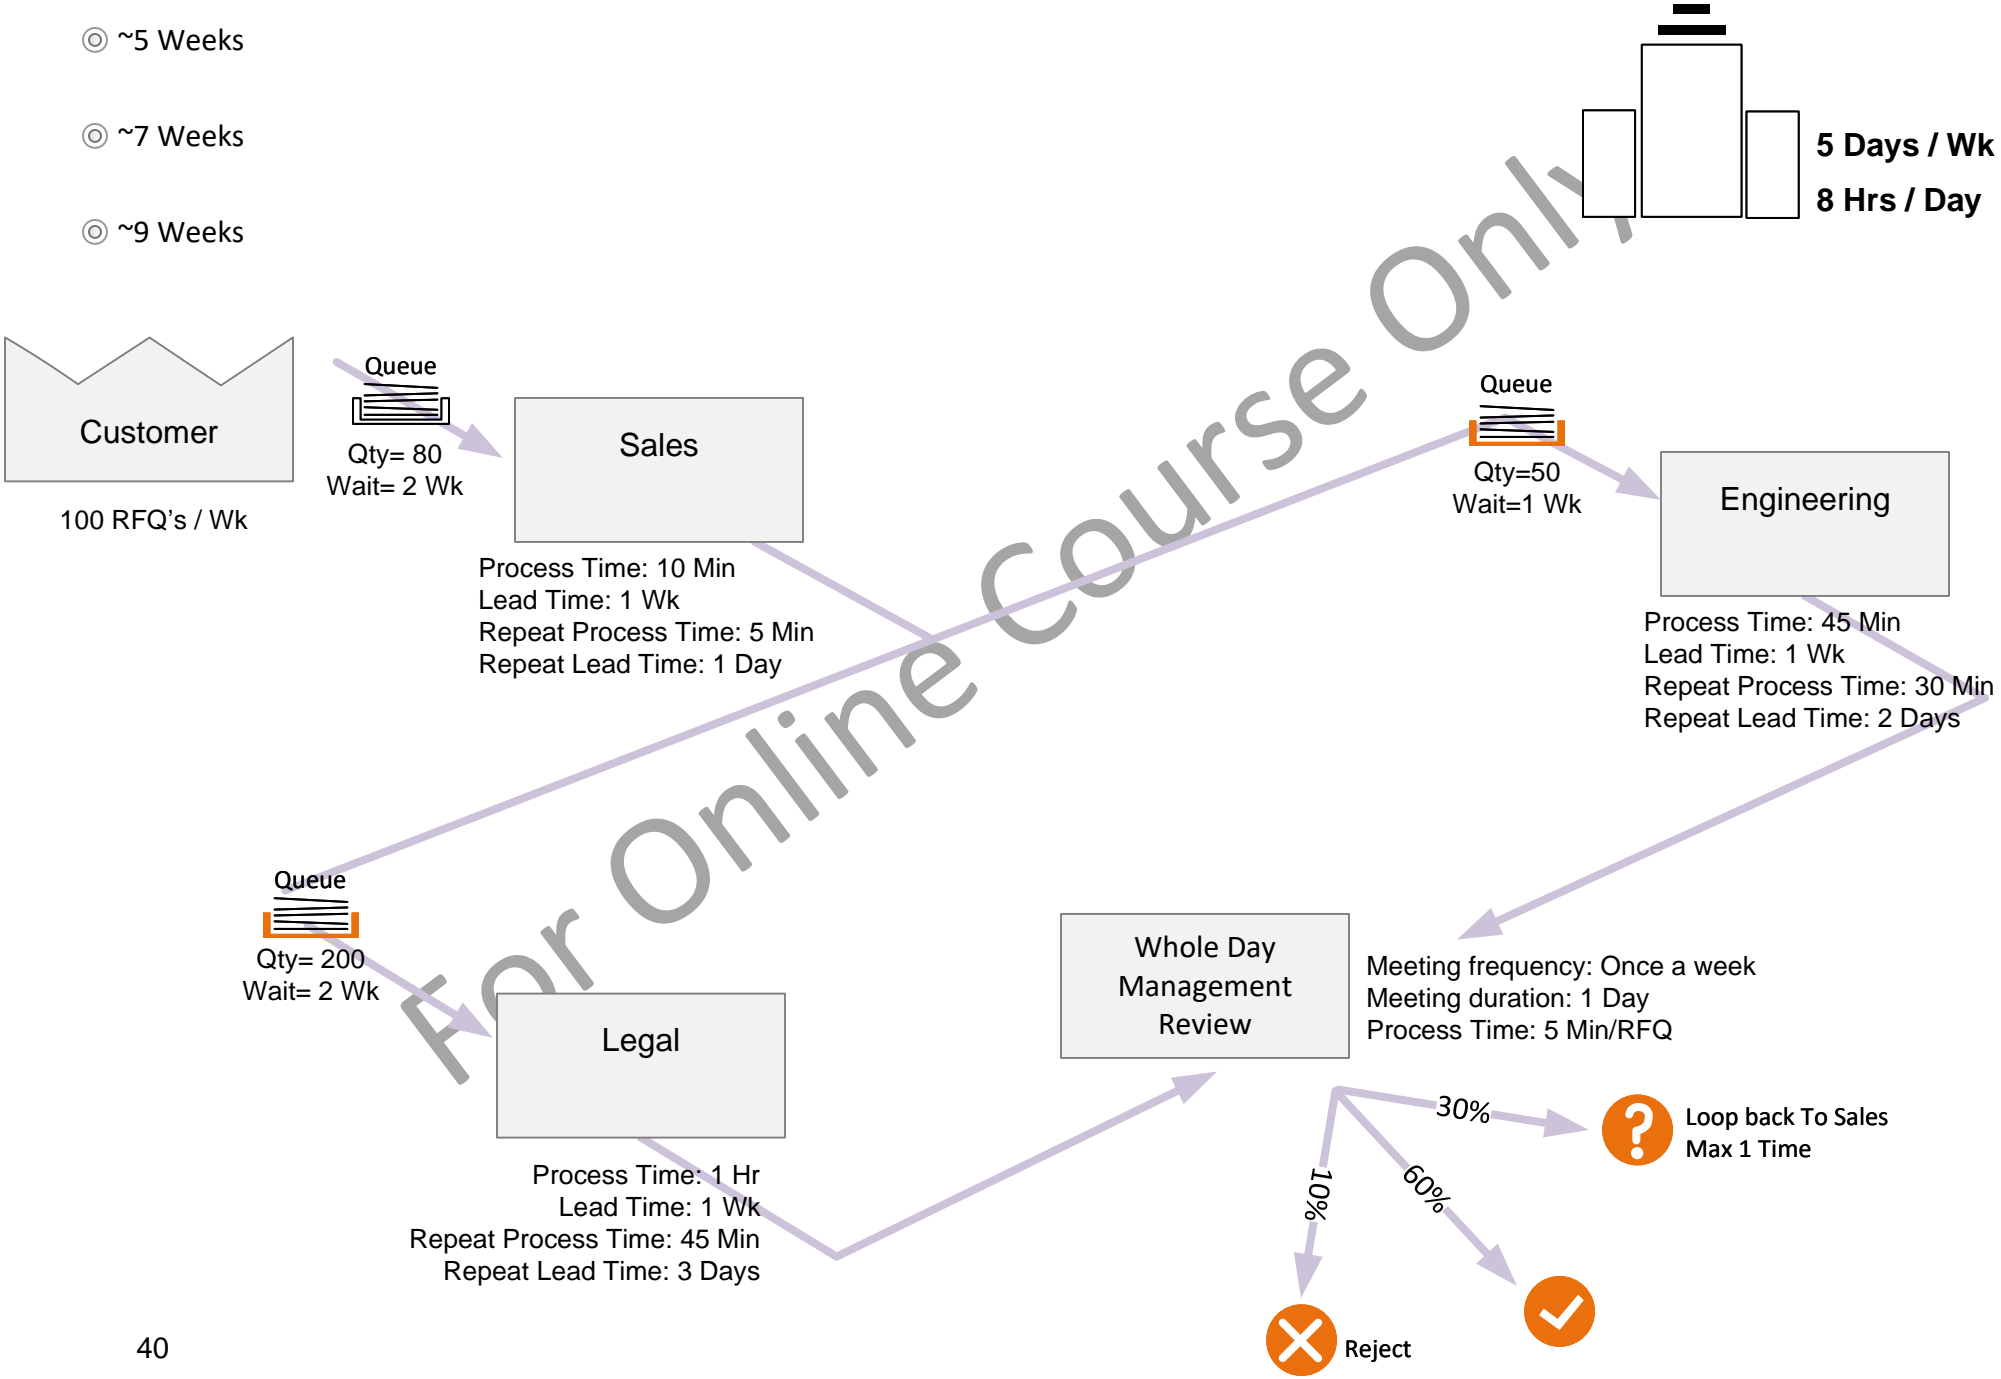 ~5 Weeks
~7 Weeks
~9 Weeks
5 Days / Wk
8 Hrs / Day
Customer
100 RFQ's / Wk
Queue
Qty= 80
Wait= 2 Wk
Sales
Process Time: 10 Min
Lead Time: 1 Wk
Repeat Process Time: 5 Min
Repeat Lead Time: 1 Day
Queue
Qty=50
Wait=1 Wk
Engineering
Process Time: 45 Min
Lead Time: 1 Wk
Repeat Process Time: 30 Min
Repeat Lead Time: 2 Days
For Online Course Only
Queue
Qty= 200
Wait= 2 Wk
Legal
Process Time: 1 Hr
Lead Time: 1 Wk
Repeat Process Time: 45 Min
Repeat Lead Time: 3 Days
Whole Day
Management
Review
Meeting frequency: Once a week
Meeting duration: 1 Day
Process Time: 5 Min/RFQ
30%
?
Loop back To Sales
Max 1 Time
10%
60%
Reject
40